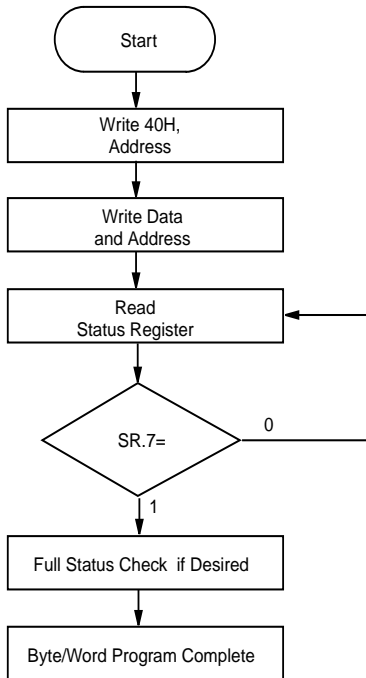 Start
Write 40H,
Address
Write Data
and Address
Read
Status Register
SR.7=
0
1
Full Status Check if Desired
Byte/Word Program Complete